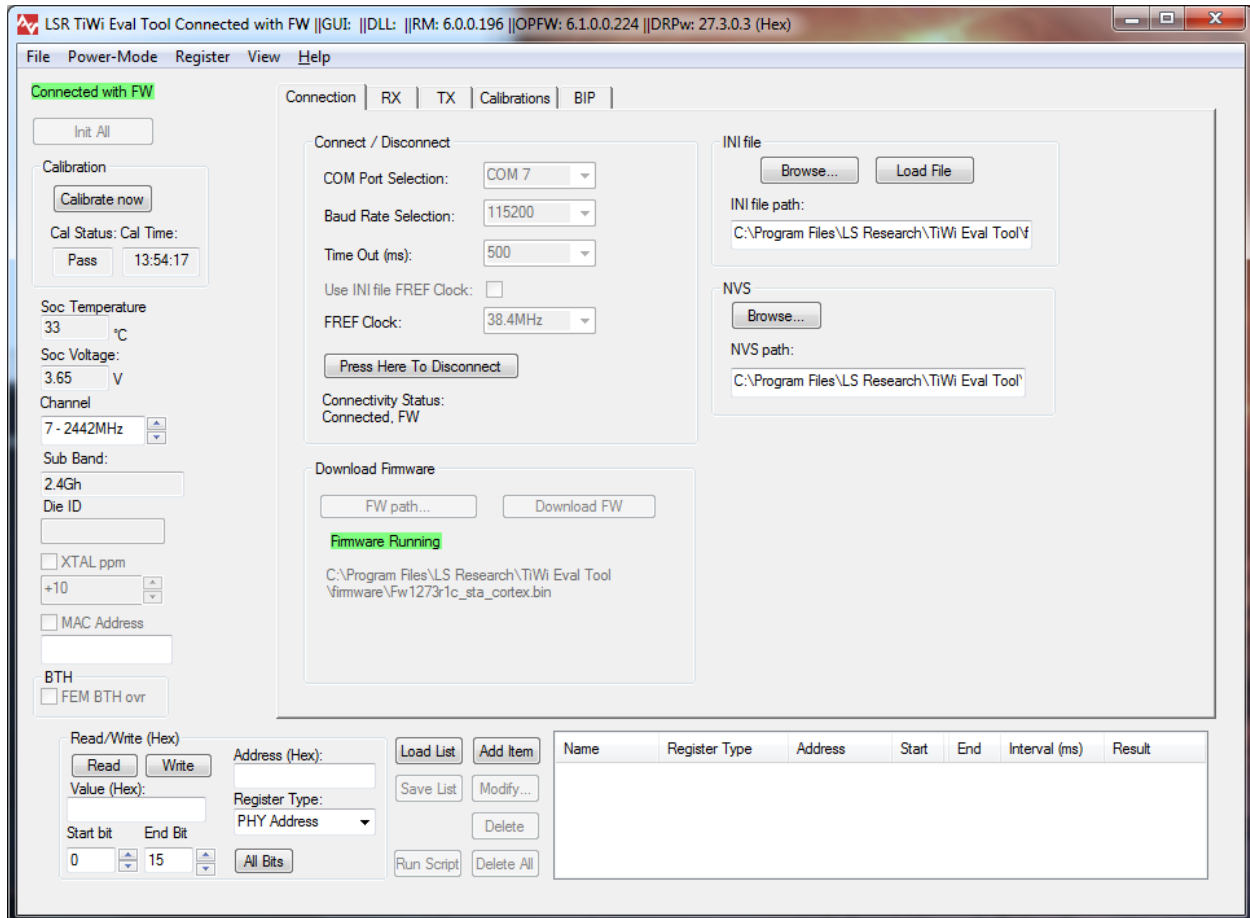 LSR TiWi Eval Tool Connected with FW ||GUI: ||DLL: ||RM: 6.0.0.196 ||OPFW: 6.1.0.0.224 ||DRPw: 27.3.0.3 (Hex)
File Power-Mode Register View Help
Connected with FW
Init All
Calibration
Calibrate now
Cal Status: Cal Time:
Pass 13:54:17
Soc Temperature
33 °C
Soc Voltage:
3.65 V
Channel
7 - 2442MHz
Sub Band:
2.4Gh
Die ID
XTAL ppm
+10
MAC Address
BTH
FEM BTH ovr
Connection RX TX Calibrations BIP
Connect / Disconnect
COM Port Selection: COM 7
Baud Rate Selection: 115200
Time Out (ms): 500
Use INI file FREF Clock:
FREF Clock: 38.4MHz
Press Here To Disconnect
Connectivity Status:
Connected, FW
INI file
Browse... Load File
INI file path:
C:\Program Files\LS Research\TiWi Eval Tool\f
NVS
Browse...
NVS path:
C:\Program Files\LS Research\TiWi Eval Tool\
Download Firmware
FW path... Download FW
Firmware Running
C:\Program Files\LS Research\TiWi Eval Tool
\firmware\Fw1273r1c_sta_cortex.bin
Read/Write (Hex)
Read Write
Value (Hex):
Start bit End Bit
0 15
Address (Hex):
Register Type:
PHY Address
All Bits
Load List Add Item
Save List Modify...
Delete
Run Script Delete All
Name Register Type Address Start End Interval (ms) Result